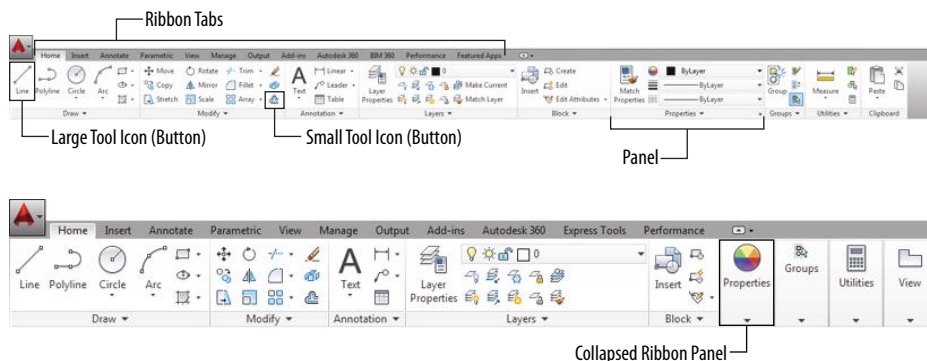 Ribbon Tabs
Home Insert Annotate Parametric View Manage Output Add-ins Autodesk 360 BIM 360 Performance Featured Apps
Line Polyline Circle Arc
Move Rotate Trim
Copy Mirror Fillet
Stretch Scale Array
Text Linear
Leader
Table
Layer Properties
0
Make Current
Match Layer
Insert
Create
Edit
Edit Attributes
Match Properties
ByLayer
ByLayer
ByLayer
Group Measure Paste
Draw Modify Annotation Layers Block Properties Groups Utilities Clipboard
Large Tool Icon (Button)
Small Tool Icon (Button)
Panel
Home Insert Annotate Parametric View Manage Output Add-ins Autodesk 360 Express Tools Performance
Line Polyline Circle Arc
Text
Layer Properties
0
Insert Properties Groups Utilities View
Draw Modify Annotation Layers Block
Collapsed Ribbon Panel